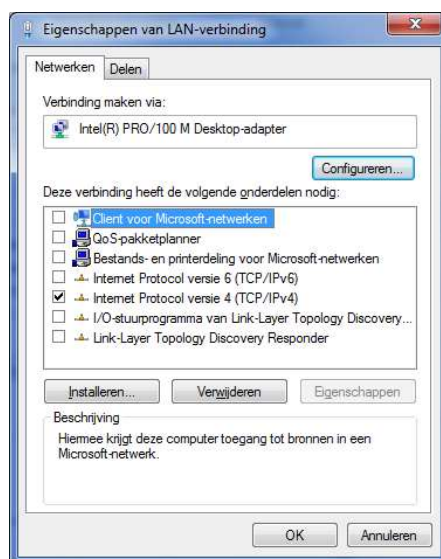 Eigenschappen van LAN-verbinding
Netwerken
Delen
Verbinding maken via:
Intel(R) PRO/100 M Desktop-adapter
Configureren...
Deze verbinding heeft de volgende onderdelen nodig:
Client voor Microsoft-netwerken
QoS-pakketplanner
Bestands- en printerdeling voor Microsoft-netwerken
Internet Protocol versie 6 (TCP/IPv6)
Internet Protocol versie 4 (TCP/IPv4)
I/O-stuurprogramma van Link-Layer Topology Discovery...
Link-Layer Topology Discovery Responder
Installeren...
Verwijderen
Eigenschappen
Beschrijving
Hiermee krijgt deze computer toegang tot bronnen in een
Microsoft-netwerk.
OK
Annuleren